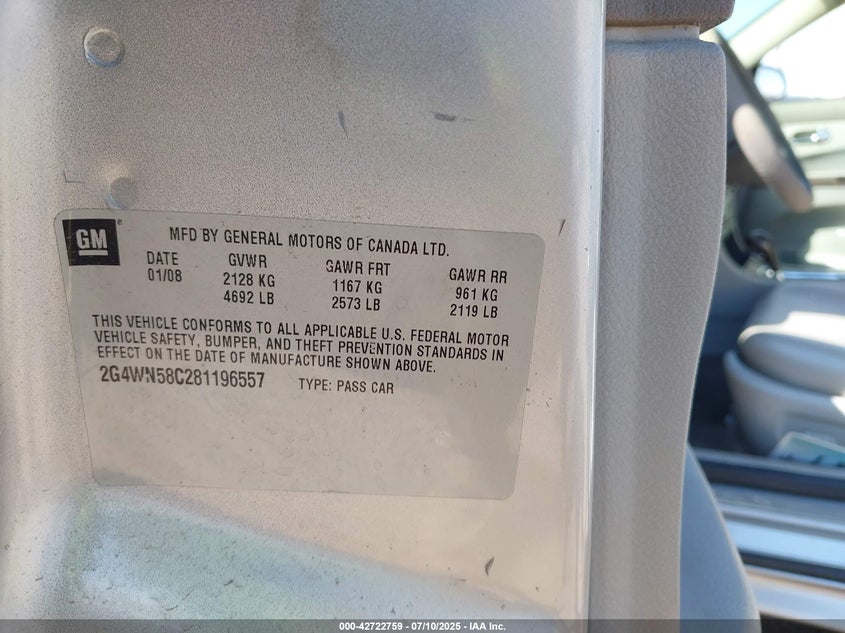 GM
MFD BY GENERAL MOTORS OF CANADA LTD.
DATE GVWR GAWR FRT GAWR RR
01/08 2128 KG 1167 KG 961 KG
4692 LB 2573 LB 2119 LB
THIS VEHICLE CONFORMS TO ALL APPLICABLE U.S. FEDERAL MOTOR
VEHICLE SAFETY, BUMPER, AND THEFT PREVENTION STANDARDS IN
EFFECT ON THE DATE OF MANUFACTURE SHOWN ABOVE.
2G4WN58C281196557 TYPE: PASS CAR
000-42722759 - 07/10/2025 - IAA Inc.